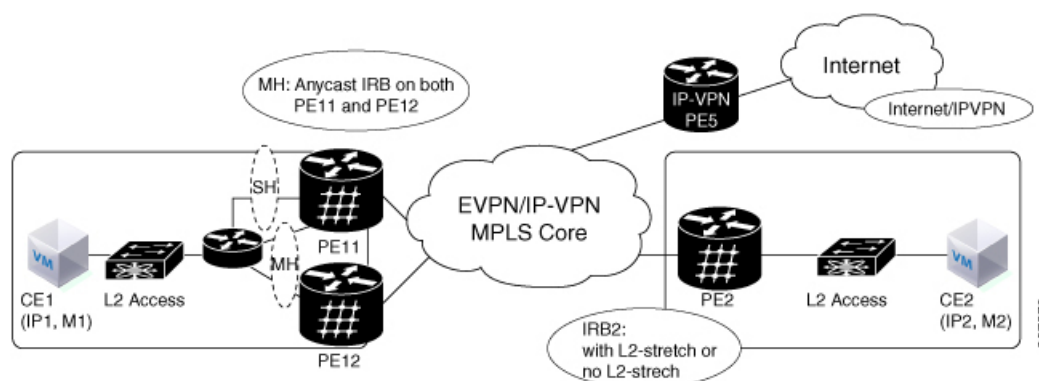 MH: Anycast IRB on both
PE11 and PE12
IP-VPN
PE5
Internet
Internet/IPVPN
SH
MH
VM
CE1
(IP1, M1)
L2 Access
PE11
PE12
EVPN/IP-VPN
MPLS Core
PE2
L2 Access
VM
CE2
(IP2, M2)
IRB2:
with L2-stretch or
no L2-strech